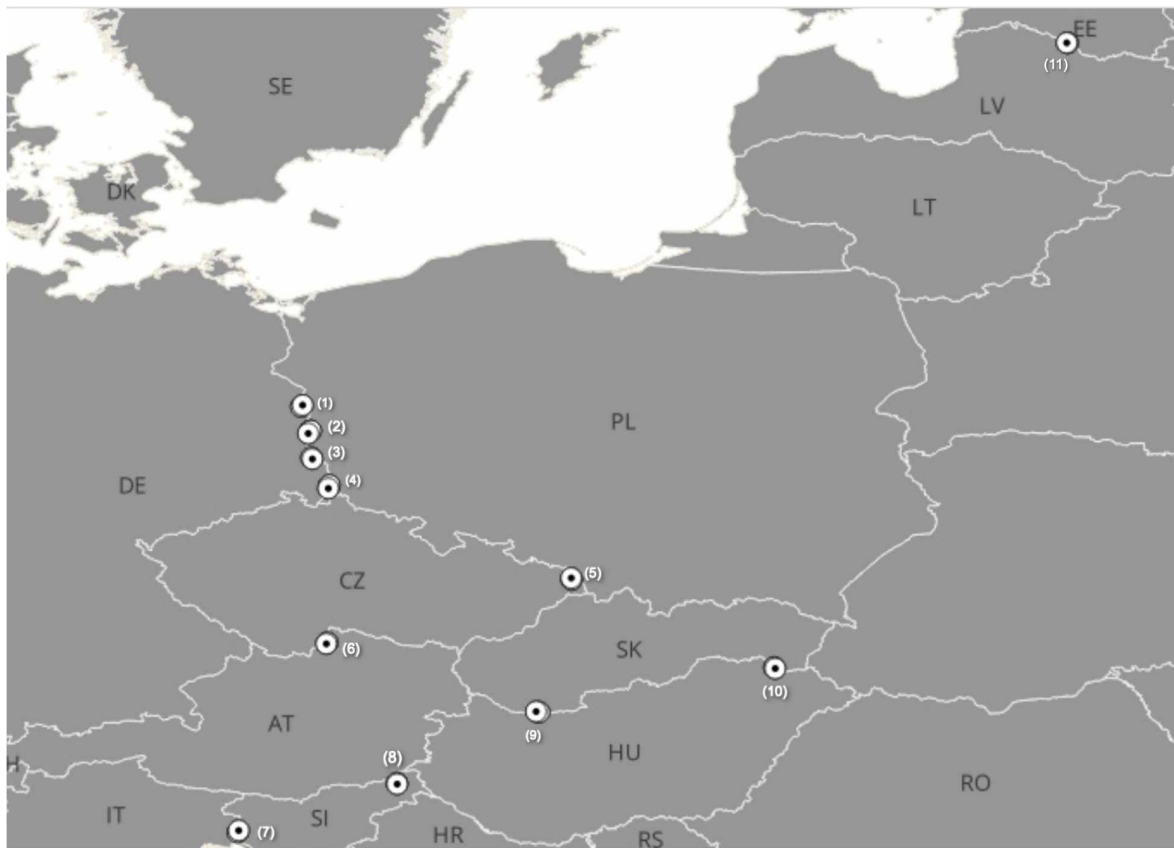 EE
(11)
SE
LV
DK
LT
(1)
(2)
PL
(3)
(4)
DE
(5)
CZ
(6)
SK
(10)
AT
(9)
HU
(8)
H
RO
IT
SI
(7)
HR
RS